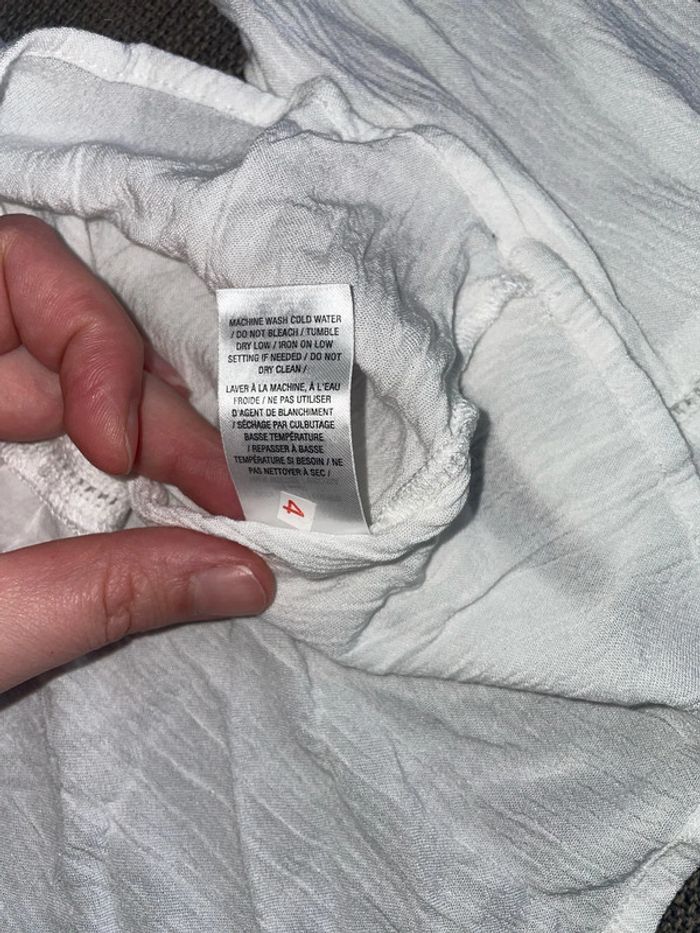 MACHINE WASH COLD WATER
/ DO NOT BLEACH / TUMBLE
DRY LOW / IRON ON LOW
SETTING IF NEEDED / DO NOT
DRY CLEAN /
LAVER À LA MACHINE, À L'EAU
FROIDE / NE PAS UTILISER
D'AGENT DE BLANCHIMENT
/ SÉCHAGE PAR CULBUTAGE
BASSE TEMPÉRATURE
/ REPASSER À BASSE
TEMPÉRATURE SI BESOIN / NE
PAS NETTOYER À SEC /
4